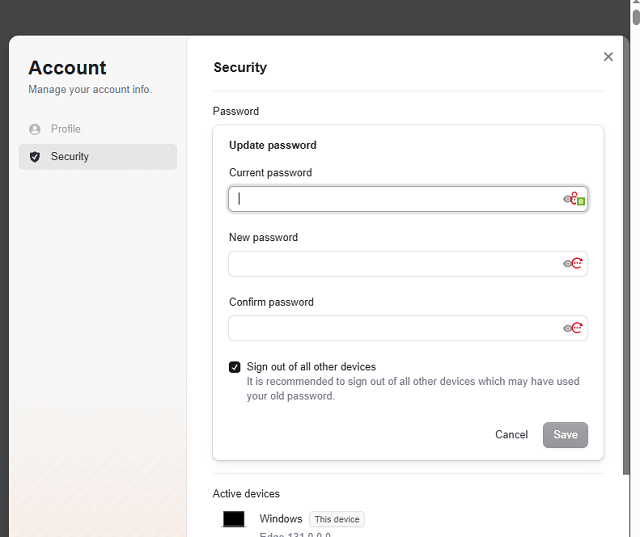 Account
Manage your account info.
Profile
Security
Security
Password
Update password
Current password
New password
Confirm password
Sign out of all other devices
It is recommended to sign out of all other devices which may have used
your old password.
Cancel
Save
Active devices
Windows
This device
Edge 131.0.0.0